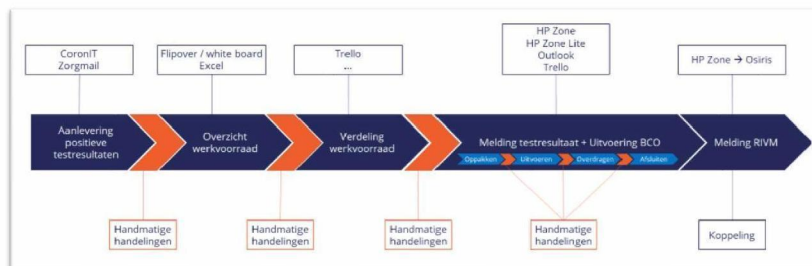 CoronIT
Zorgmail
Flipover / white board
Excel
Trello
...
HP Zone
HP Zone Lite
Outlook
Trello
HP Zone → Osiris
Aanlevering
positieve
testresultaten
Overzicht
werkvoorraad
Verdeling
werkvoorraad
Melding testresultaat + Uitvoering BCO
Oppakken
Uitvoeren
Overdragen
Afsluiten
Melding RIVM
Handmatige
handelingen
Handmatige
handelingen
Handmatige
handelingen
Handmatige
handelingen
Koppeling